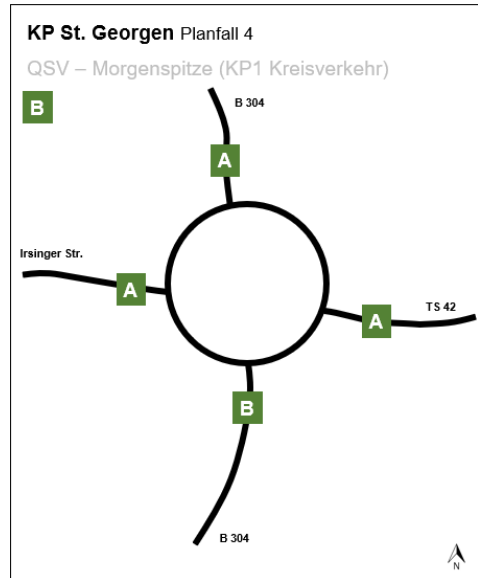 KP St. Georgen Planfall 4
QSV – Morgenspitze (KP1 Kreisverkehr)
B
B 304
A
Irsinger Str.
A
TS 42
A
B
B 304
N